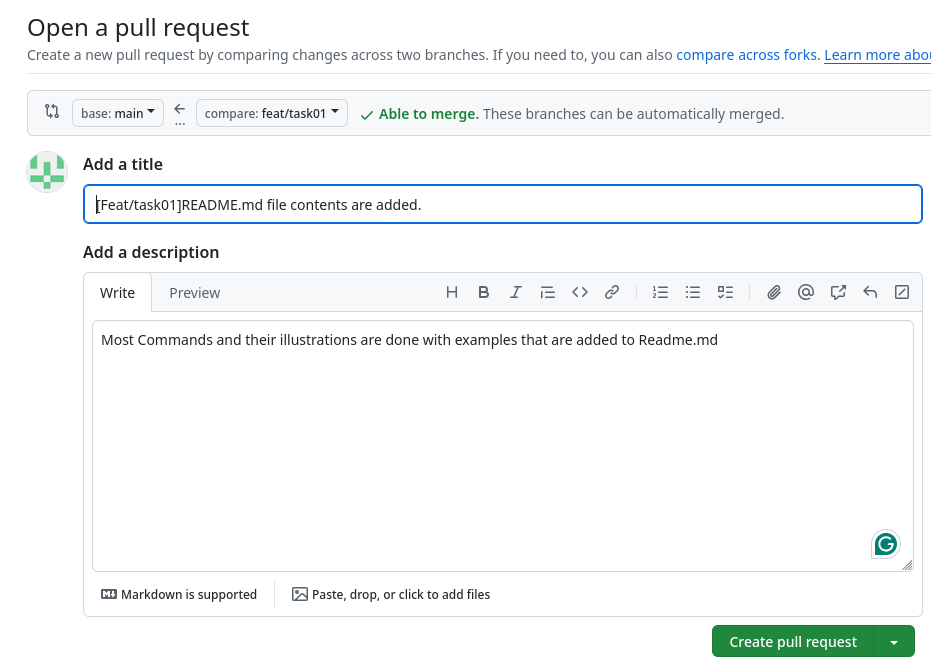 Open a pull request
Create a new pull request by comparing changes across two branches. If you need to, you can also compare across forks. Learn more abou
base: main
compare: feat/task01
Able to merge. These branches can be automatically merged.
Add a title
[Feat/task01]README.md file contents are added.
Add a description
Write Preview
Most Commands and their illustrations are done with examples that are added to Readme.md
Markdown is supported
Paste, drop, or click to add files
Create pull request